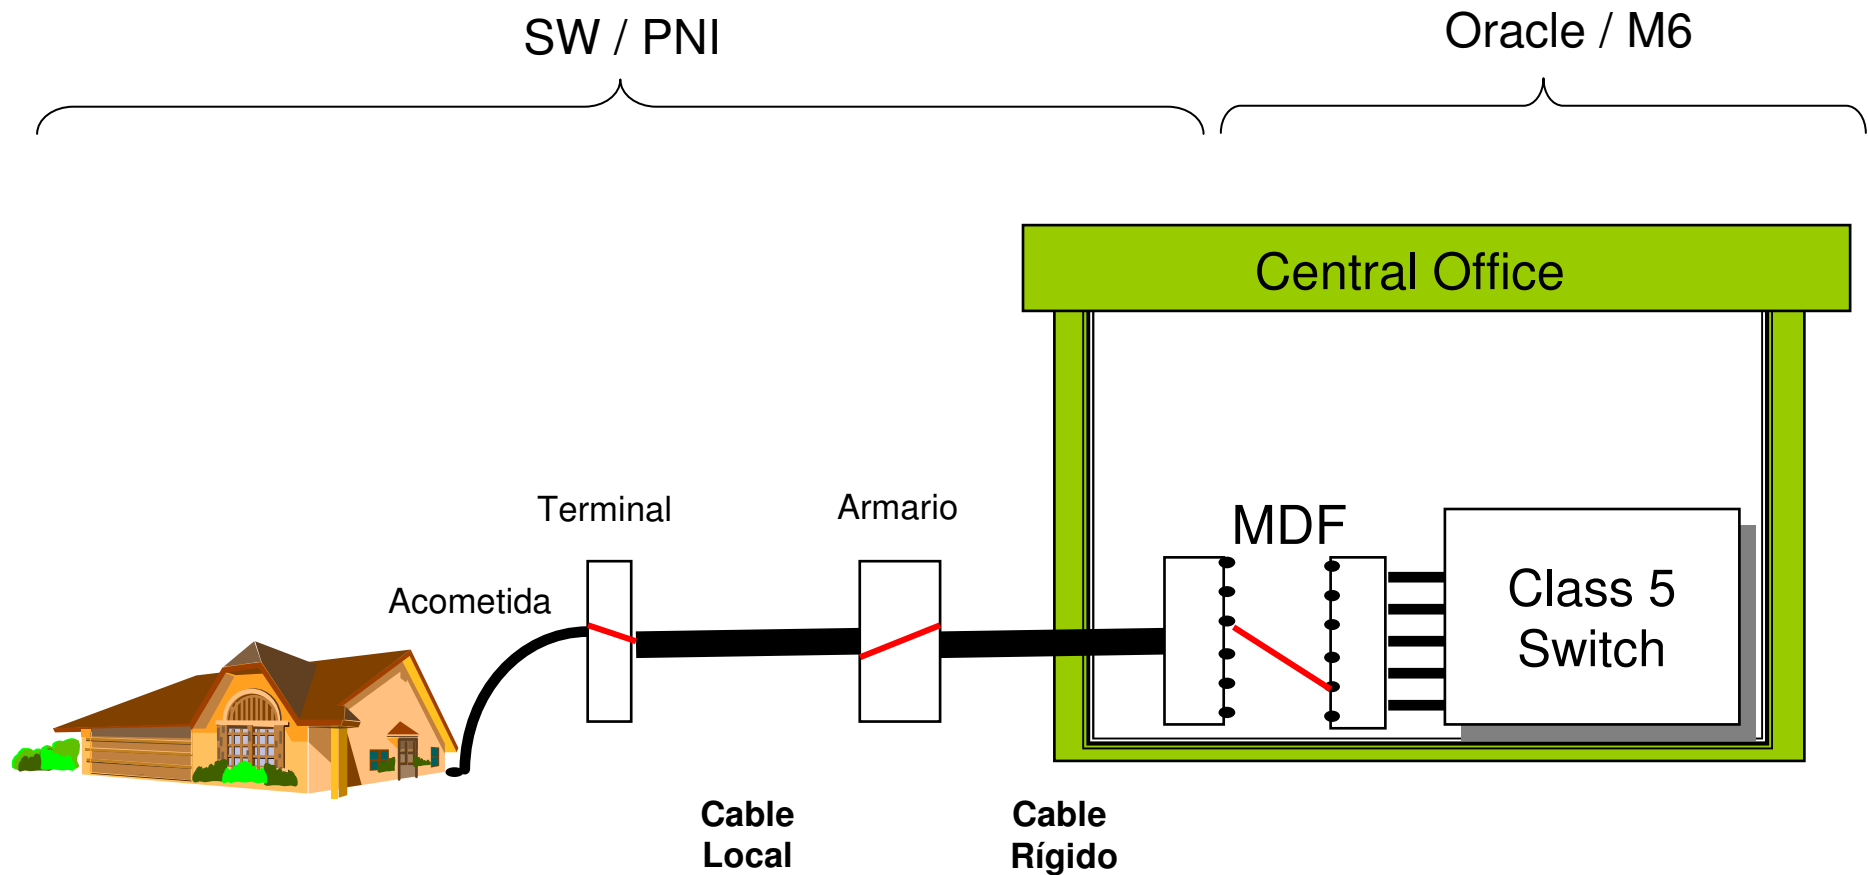 SW / PNI
Oracle / M6
Central Office
Terminal
Armario
MDF
Acometida
Class 5
Switch
Cable
Local
Cable
Rígido